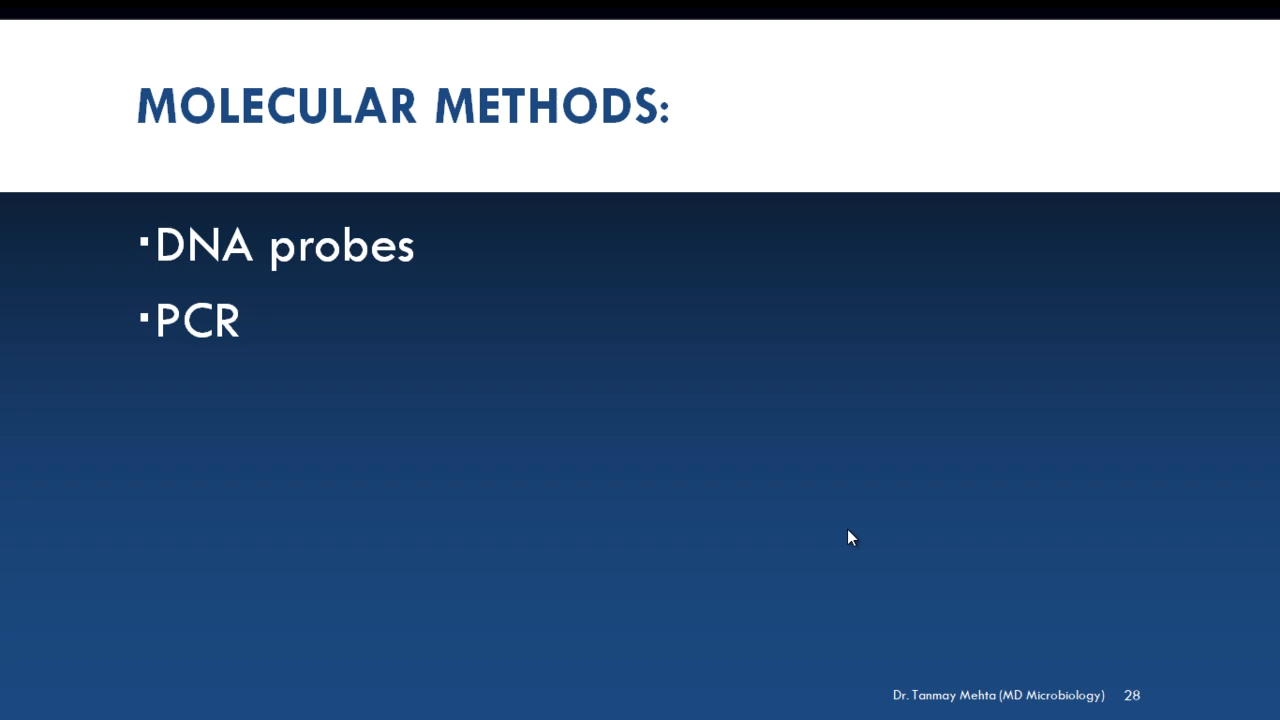 MOLECULAR METHODS:
▪DNA probes
▪PCR
Dr. Tanmay Mehta (MD Microbiology) 28